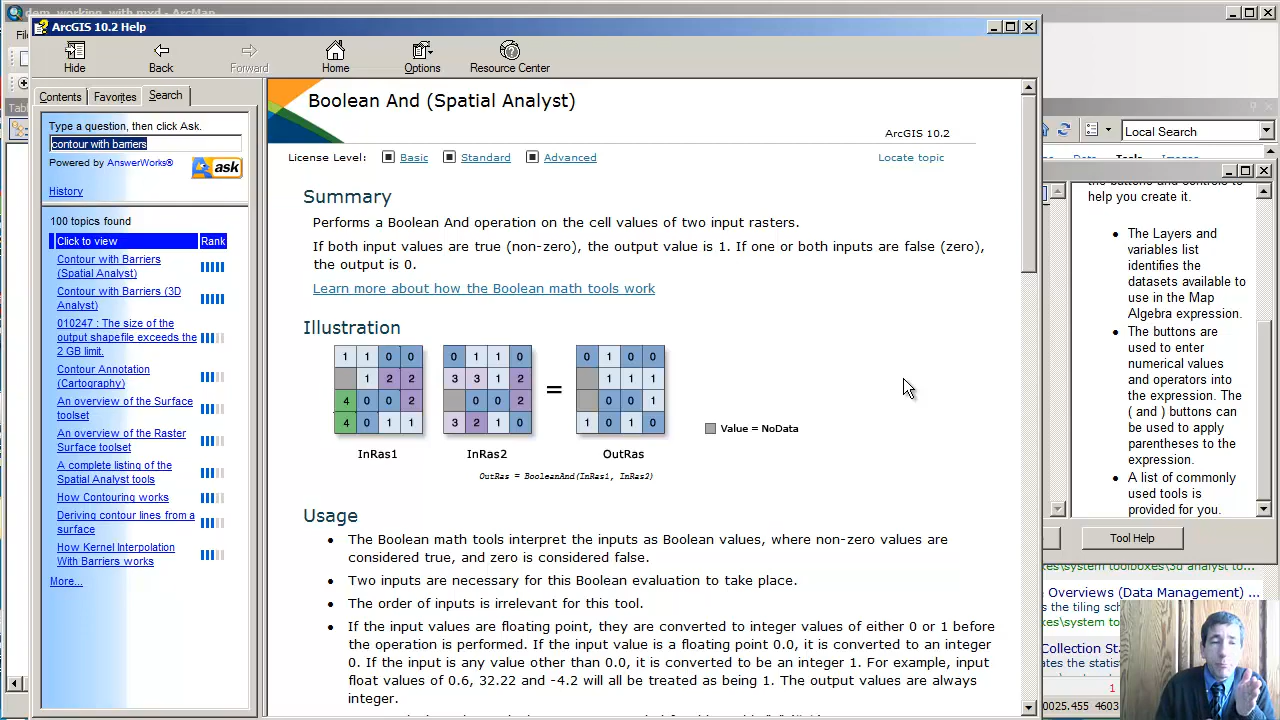 dem_working_with.mxd - ArcMap
ArcGIS 10.2 Help
Hide
Back
Forward
Home
Options
Resource Center
Contents
Favorites
Search
Type a question, then click Ask.
contour with barriers
Powered by AnswerWorks®
ask
History
100 topics found
Click to view
Rank
Contour with Barriers
(Spatial Analyst)
Contour with Barriers (3D
Analyst)
010247 : The size of the
output shapefile exceeds the
2 GB limit.
Contour Annotation
(Cartography)
An overview of the Surface
toolset
An overview of the Raster
Surface toolset
A complete listing of the
Spatial Analyst tools
How Contouring works
Deriving contour lines from a
surface
How Kernel Interpolation
With Barriers works
More...
Boolean And (Spatial Analyst)
ArcGIS 10.2
License Level:
Basic
Standard
Advanced
Locate topic
Summary
Performs a Boolean And operation on the cell values of two input rasters.
If both input values are true (non-zero), the output value is 1. If one or both inputs are false (zero),
the output is 0.
Learn more about how the Boolean math tools work
Illustration
1 1 0 0
1 2 2
4 0 0 2
4 0 1 1
0 1 1 0
3 3 1 2
0 0 2
3 2 1 0
=
0 1 0 0
1 1 1
0 0 1
1 0 1 0
Value = NoData
InRas1
InRas2
OutRas
OutRas = BooleanAnd(InRas1, InRas2)
Usage
The Boolean math tools interpret the inputs as Boolean values, where non-zero values are
considered true, and zero is considered false.
Two inputs are necessary for this Boolean evaluation to take place.
The order of inputs is irrelevant for this tool.
If the input values are floating point, they are converted to integer values of either 0 or 1 before
the operation is performed. If the input value is a floating point 0.0, it is converted to an integer
0. If the input is any value other than 0.0, it is converted to be an integer 1. For example, input
float values of 0.6, 32.22 and -4.2 will all be treated as being 1. The output values are always
integer.
Local Search
help you create it.
The Layers and
variables list
identifies the
datasets available to
use in the Map
Algebra expression.
The buttons are
used to enter
numerical values
and operators into
the expression. The
( and ) buttons can
be used to apply
parentheses to the
expression.
A list of commonly
used tools is
provided for you.
Tool Help
Overviews (Data Management) ...
Collection Stat
1
0025.455 4603